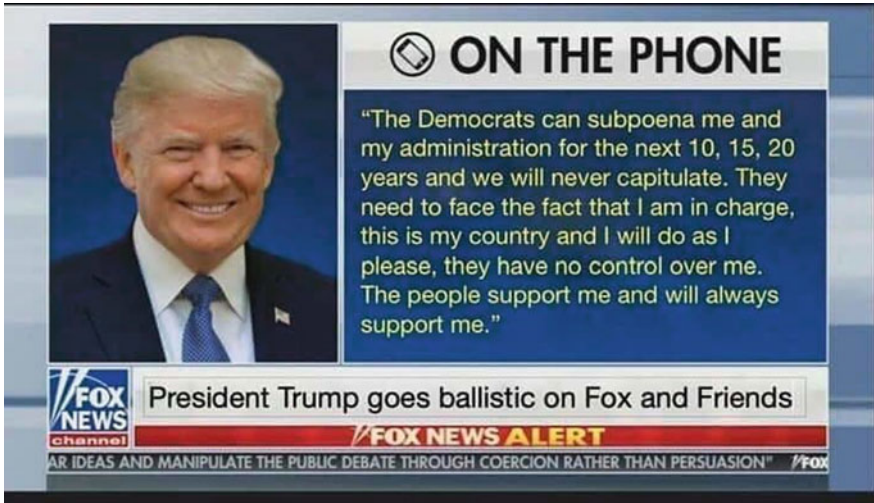 ON THE PHONE
“The Democrats can subpoena me and
my administration for the next 10, 15, 20
years and we will never capitulate. They
need to face the fact that I am in charge,
this is my country and I will do as I
please, they have no control over me.
The people support me and will always
support me.”
FOX
NEWS
channel
President Trump goes ballistic on Fox and Friends
FOX NEWS ALERT
AR IDEAS AND MANIPULATE THE PUBLIC DEBATE THROUGH COERCION RATHER THAN PERSUASION" FOX